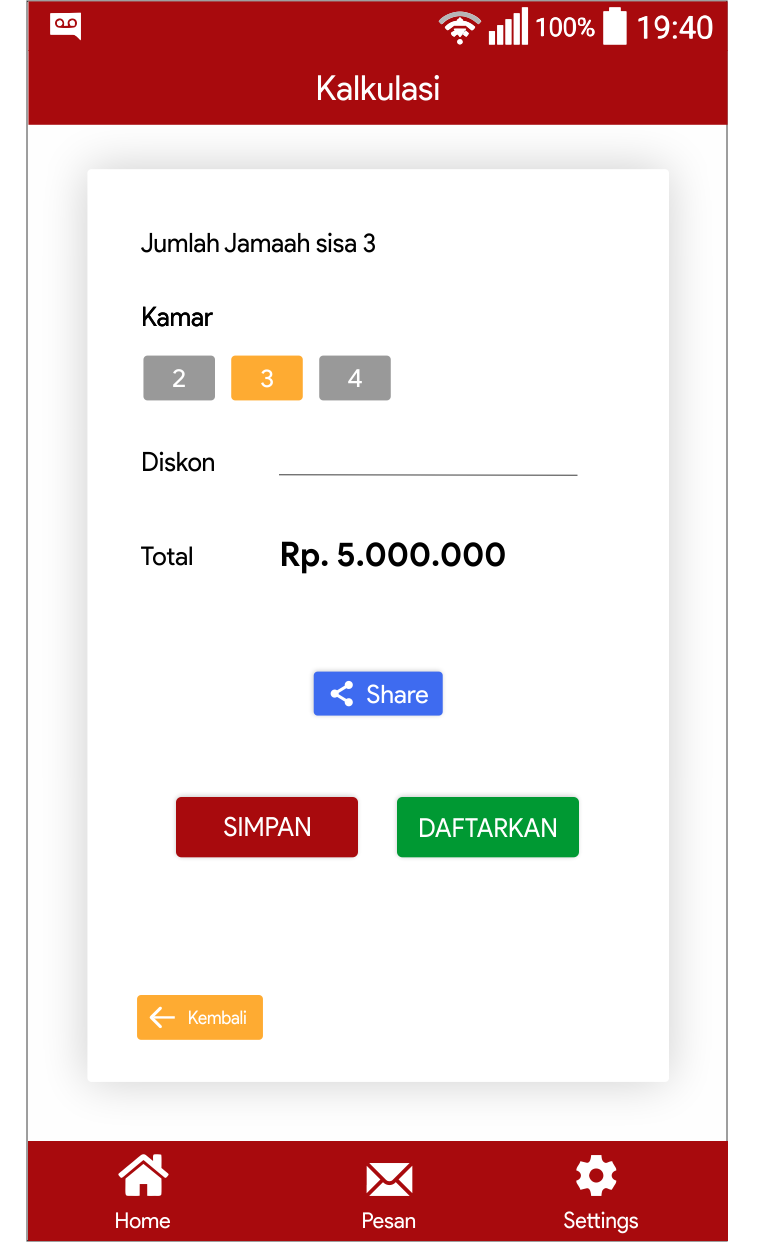 100% 19:40
Kalkulasi
Jumlah Jamaah sisa 3
Kamar
2 3 4
Diskon
Total Rp. 5.000.000
Share
SIMPAN DAFTARKAN
Kembali
Home Pesan Settings